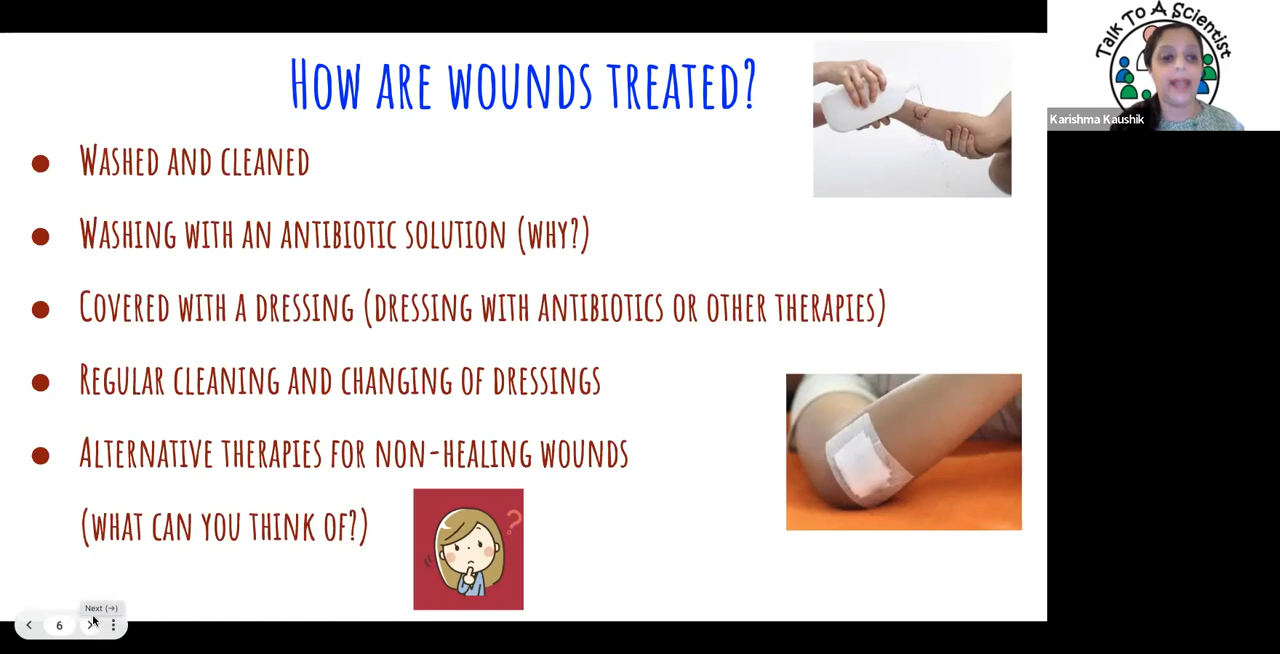 How are wounds treated?
Talk To A Scientist
Karishma Kaushik
● Washed and cleaned
● Washing with an antibiotic solution (why?)
● Covered with a dressing (dressing with antibiotics or other therapies)
● Regular cleaning and changing of dressings
● Alternative therapies for non-healing wounds
(what can you think of?)
?
Next (→)
6